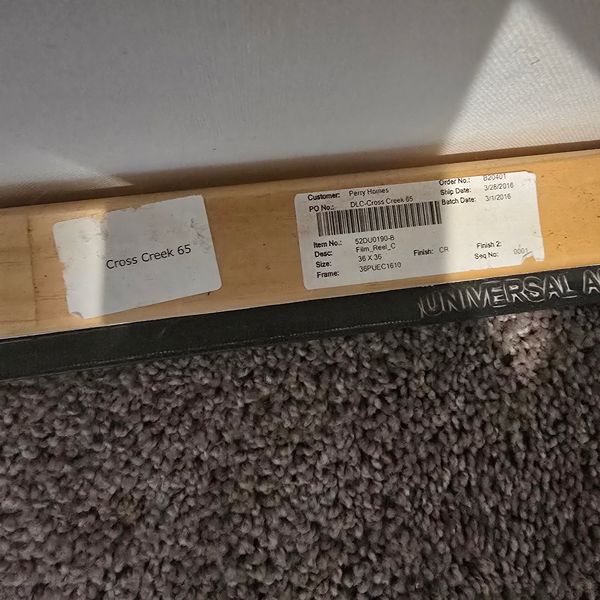 Cross Creek 65
Customer: Perry Homes
PO No.: DLC-Cross Creek 65
Order No.: B20401
Ship Date: 3/28/2016
Batch Date: 3/1/2016
Item No.: 52DU0190-B
Desc: Film_Reel_C
Size: 36 X 36
Frame: 36PUEC1610
Finish: CR
Finish 2:
Seq No: 0001
UNIVERSAL